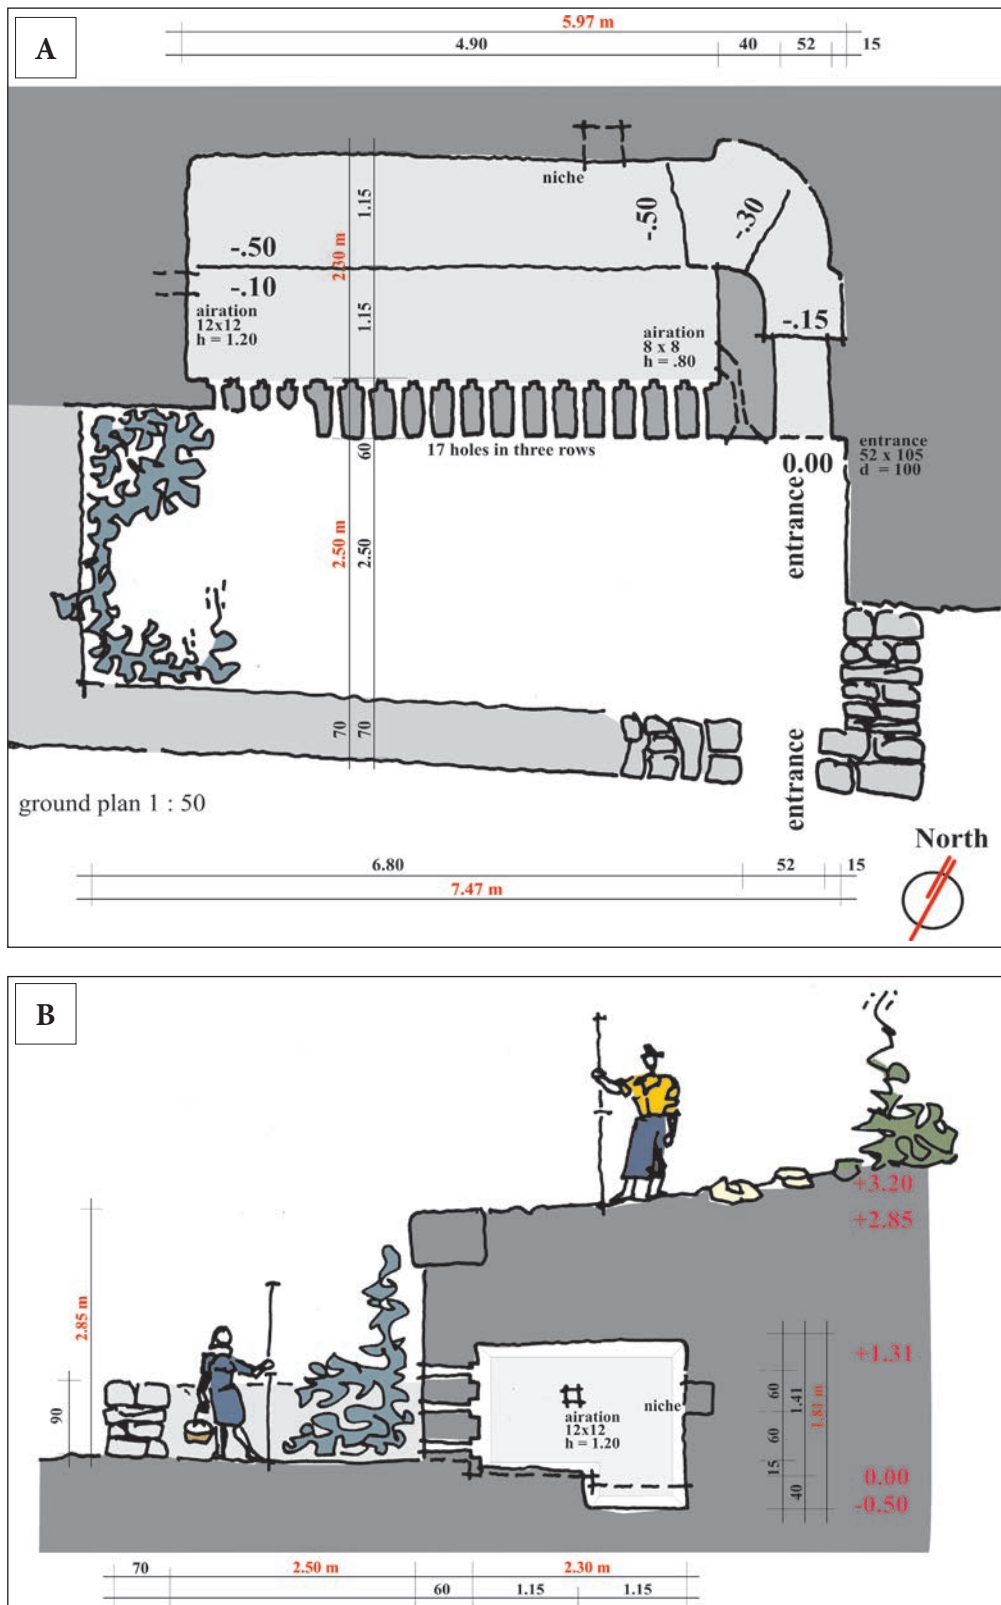 A
5.97 m
4.90
40
52
15
niche
1.15
2.30 m
1.15
-.50
-.10
-.50
-.30
-.15
airation
12x12
h = 1.20
airation
8 x 8
h = .80
17 holes in three rows
60
0.00
entrance
entrance
52 x 105
d = 100
2.50 m
2.50
70
70
entrance
ground plan 1 : 50
North
6.80
52
15
7.47 m
B
+3.20
+2.85
2.85 m
+1.31
90
airation
12x12
h = 1.20
niche
60
60
15
40
1.41
1,81 m
0.00
-0.50
70
2.50 m
2.30 m
60
1.15
1.15